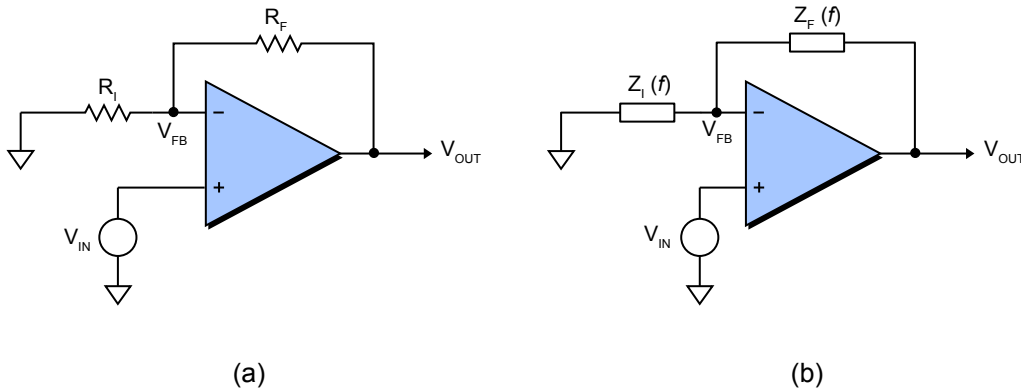 R_F
R_I
−
V_FB
+
V_OUT
V_IN
(a)
Z_F (f)
Z_I (f)
−
V_FB
+
V_OUT
V_IN
(b)